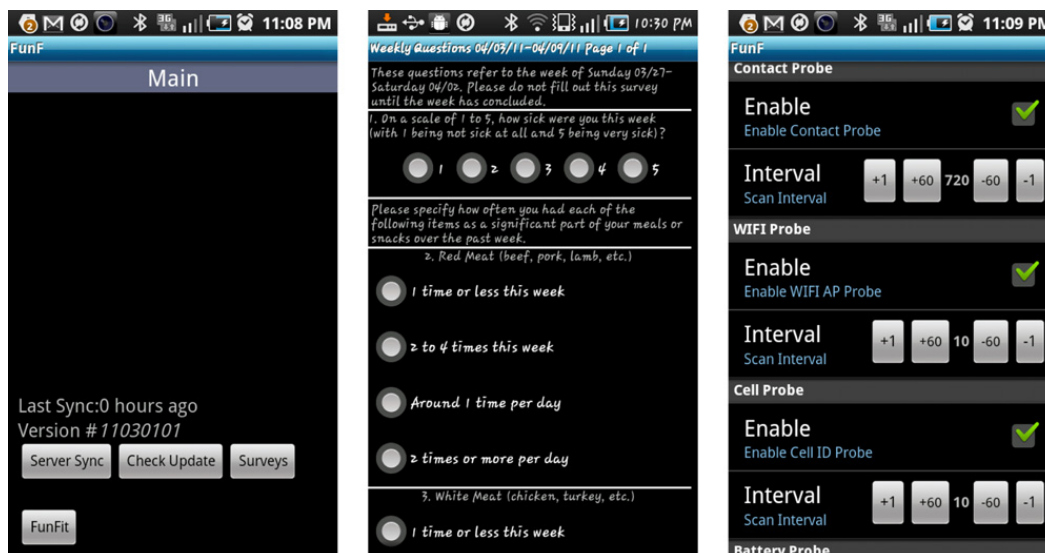 11:08 PM
FunF
Main
Last Sync:0 hours ago
Version #11030101
Server Sync Check Update Surveys
FunFit
10:30 PM
Weekly Questions 04/03/11-04/09/11 Page 1 of 1
These questions refer to the week of Sunday 03/27-
Saturday 04/02. Please do not fill out this survey
until the week has concluded.
1. On a scale of 1 to 5, how sick were you this week
(with 1 being not sick at all and 5 being very sick)?
1 2 3 4 5
Please specify how often you had each of the
following items as a significant part of your meals or
snacks over the past week.
2. Red Meat (beef, pork, lamb, etc.)
1 time or less this week
2 to 4 times this week
Around 1 time per day
2 times or more per day
3. White Meat (chicken, turkey, etc.)
1 time or less this week
11:09 PM
FunF
Contact Probe
Enable
Enable Contact Probe
Interval
Scan Interval
+1 +60 720 -60 -1
WIFI Probe
Enable
Enable WIFI AP Probe
Interval
Scan Interval
+1 +60 10 -60 -1
Cell Probe
Enable
Enable Cell ID Probe
Interval
Scan Interval
+1 +60 10 -60 -1
Battery Probe